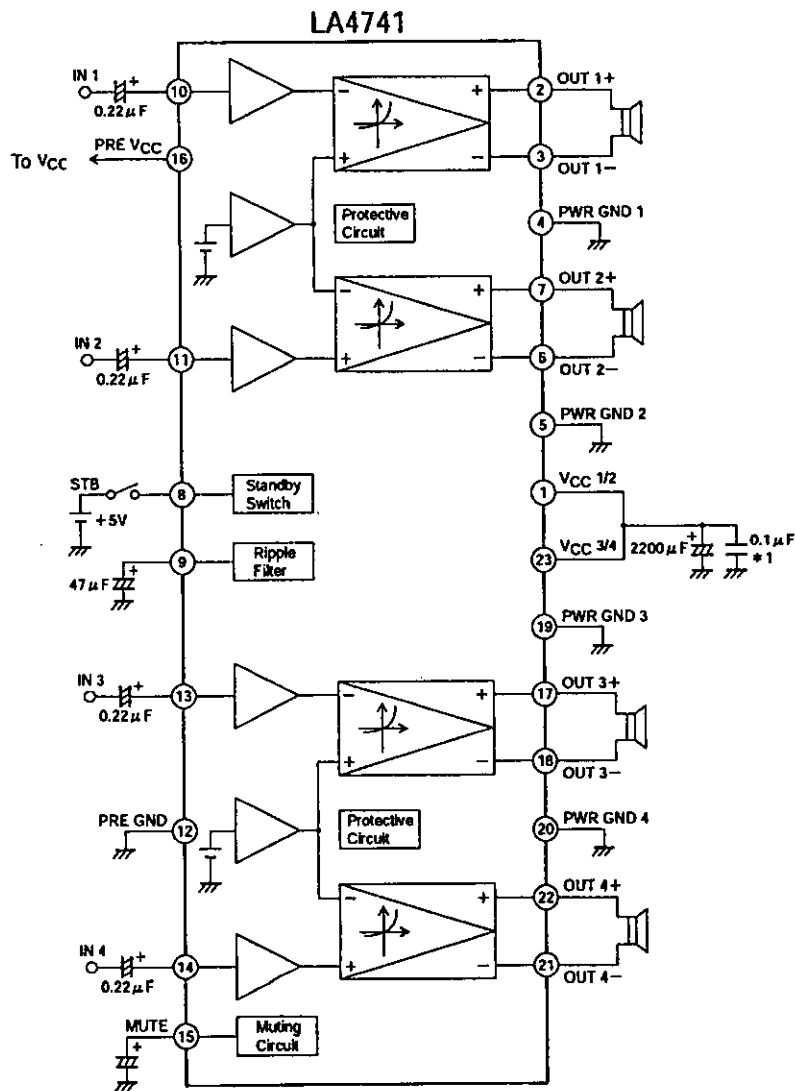 LA4741
IN 1
+
0.22μF
10
2
OUT 1+
− +
To VCC
PRE VCC
16
+ −
3
OUT 1−
Protective
Circuit
4
PWR GND 1
− +
7
OUT 2+
IN 2
+
0.22μF
11
+ −
6
OUT 2−
5
PWR GND 2
STB
8
Standby
Switch
+5V
1
VCC 1/2
9
Ripple
Filter
47μF
+
23
VCC 3/4
2200μF
+
0.1μF
*1
19
PWR GND 3
IN 3
+
0.22μF
13
− +
17
OUT 3+
+ −
18
OUT 3−
PRE GND
12
Protective
Circuit
20
PWR GND 4
− +
22
OUT 4+
IN 4
+
0.22μF
14
+ −
21
OUT 4−
MUTE
15
Muting
Circuit
+